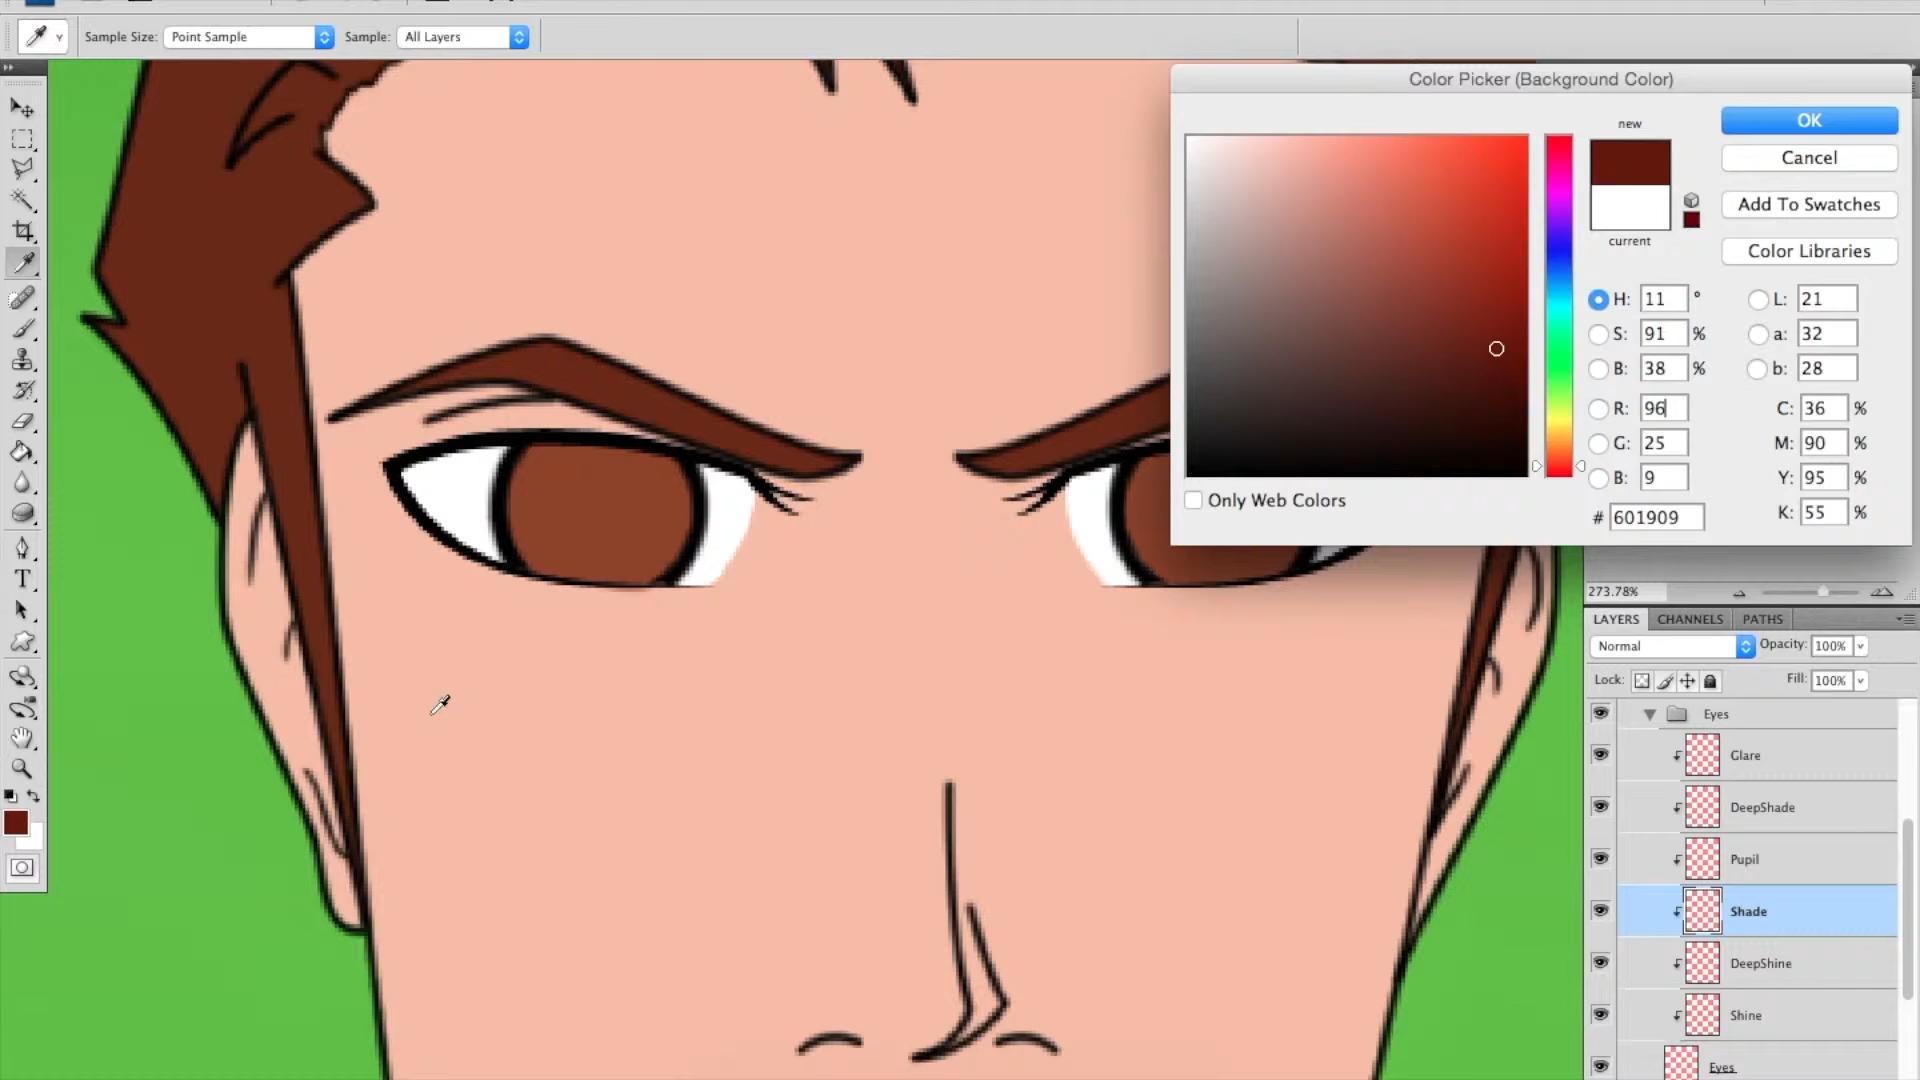 Sample Size: Point Sample Sample: All Layers
Color Picker (Background Color)
new
current
OK
Cancel
Add To Swatches
Color Libraries
H: 11 °
S: 91 %
B: 38 %
R: 96
G: 25
B: 9
# 601909
L: 21
a: 32
b: 28
C: 36 %
M: 90 %
Y: 95 %
K: 55 %
Only Web Colors
T
273.78%
LAYERS CHANNELS PATHS
Normal Opacity: 100%
Lock: Fill: 100%
Eyes
Glare
DeepShade
Pupil
Shade
DeepShine
Shine
Eyes